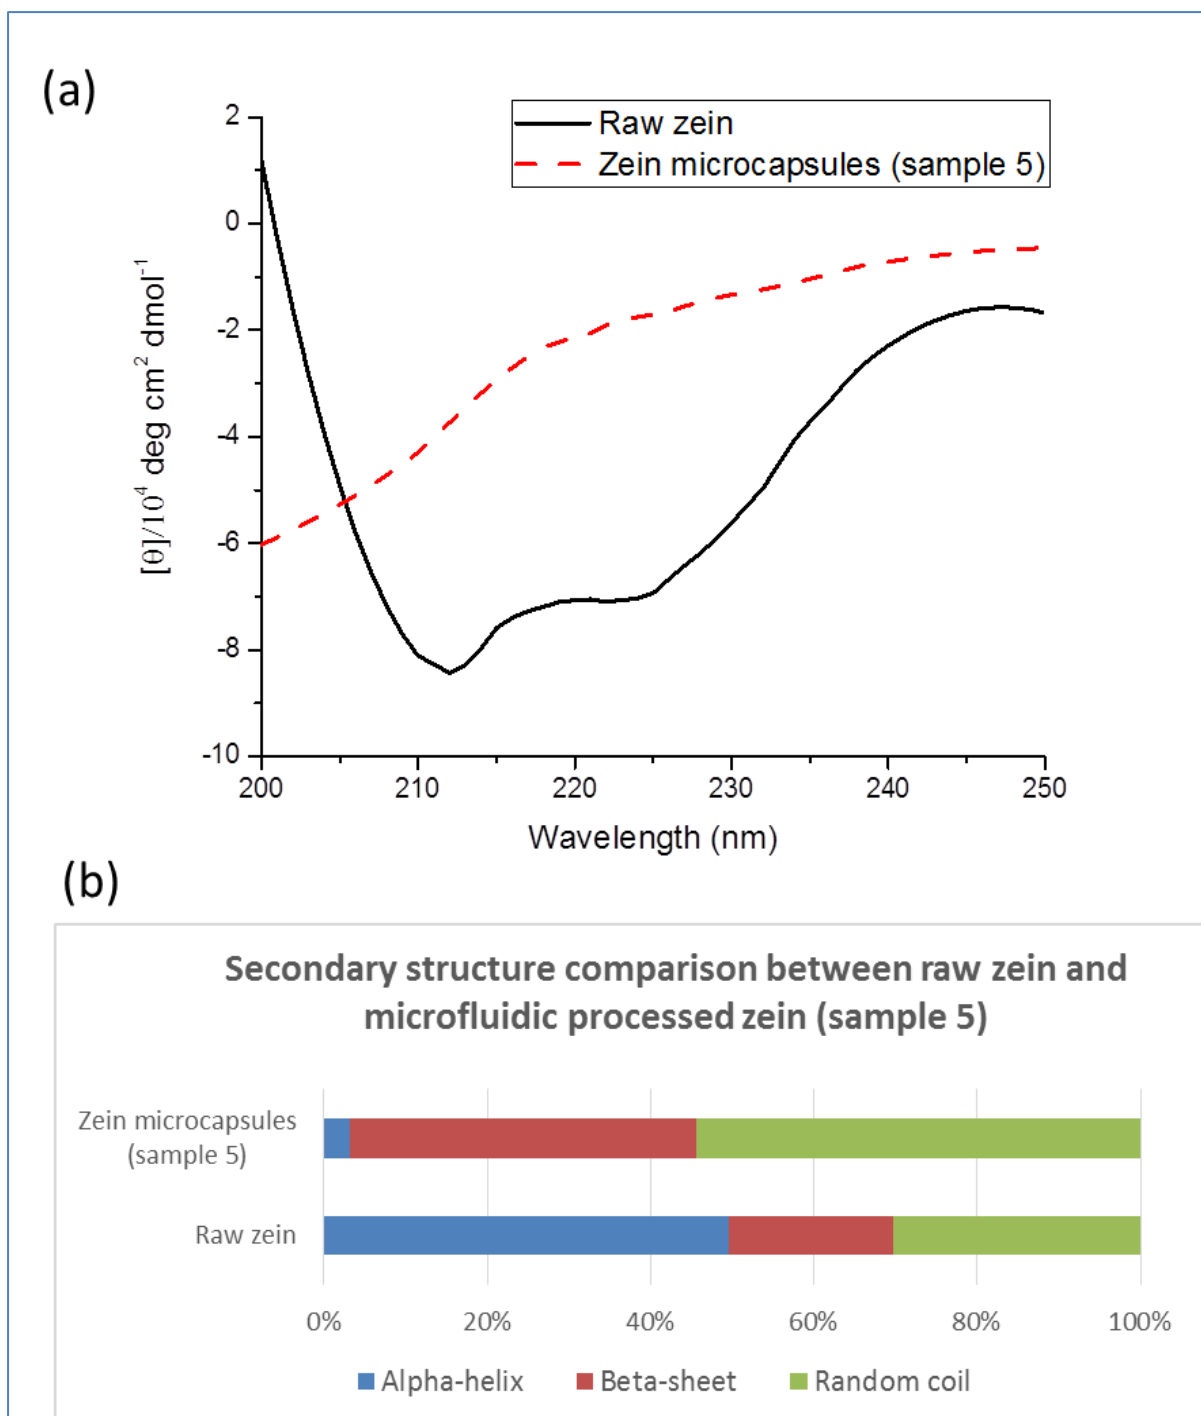 (a)
Raw zein
Zein microcapsules (sample 5)
2
0
-2
-4
-6
-8
-10
[θ]/10⁴ deg cm² dmol⁻¹
200 210 220 230 240 250
Wavelength (nm)
(b)
Secondary structure comparison between raw zein and
microfluidic processed zein (sample 5)
Zein microcapsules
(sample 5)
Raw zein
0% 20% 40% 60% 80% 100%
Alpha-helix Beta-sheet Random coil